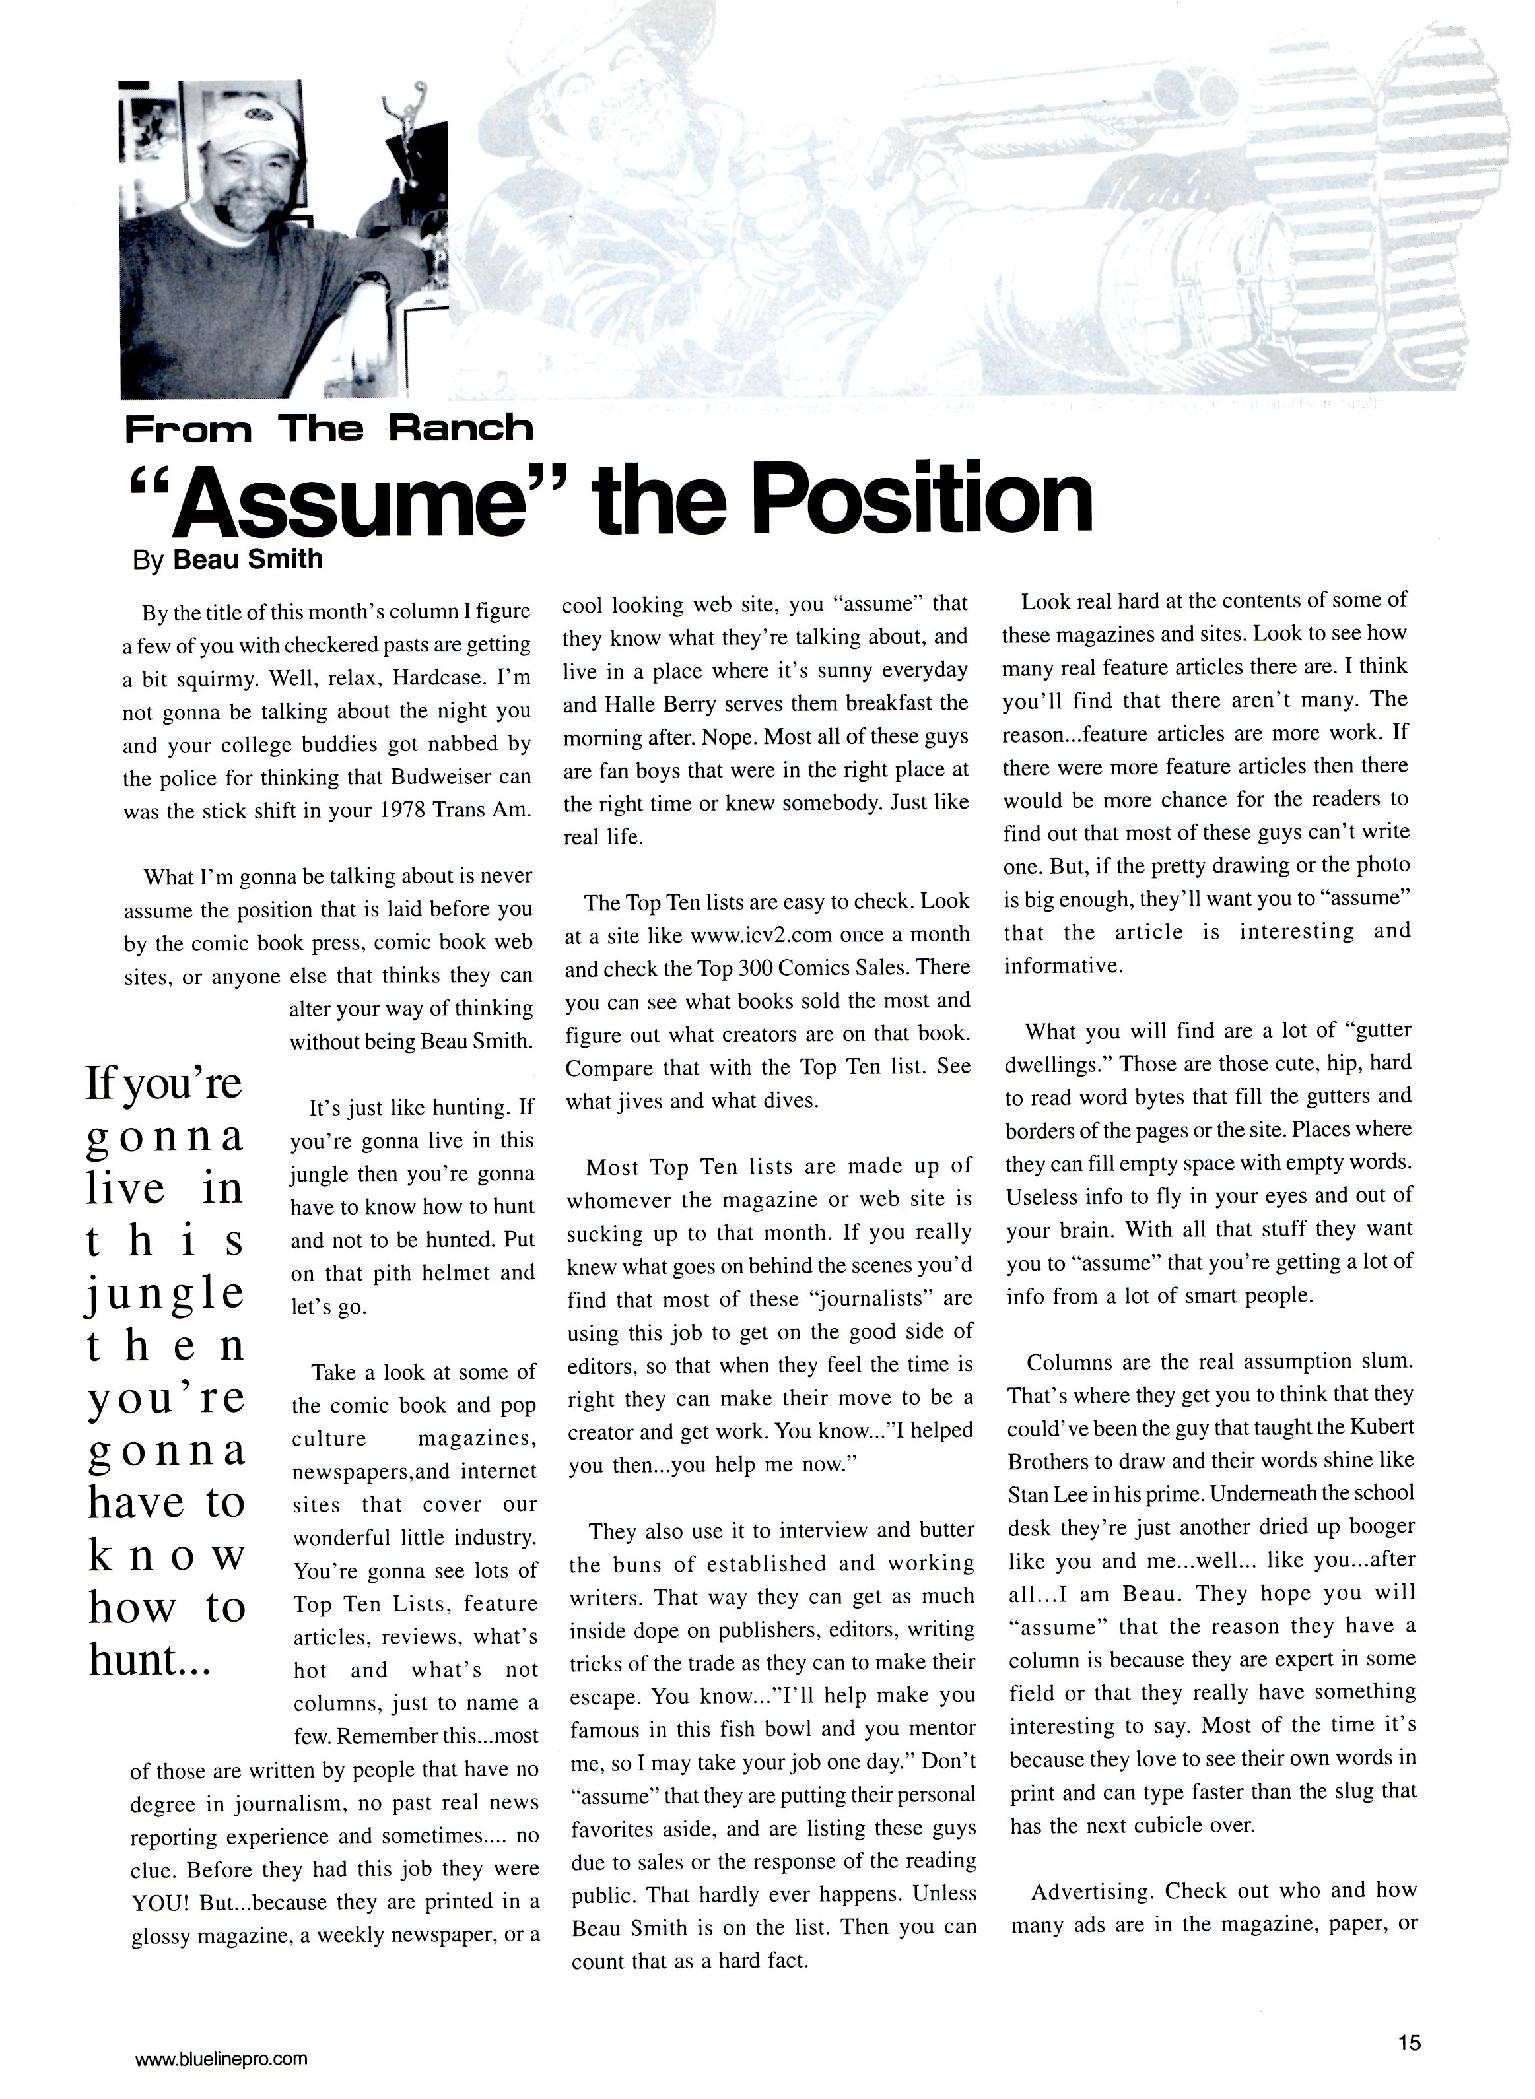 From The Ranch
“Assume” the Position
By Beau Smith
By the title of this month’s column I figure
a few of you with checkered pasts are getting
a bit squirmy. Well, relax, Hardcase. I’m
not gonna be talking about the night you
and your college buddies got nabbed by
the police for thinking that Budweiser can
was the stick shift in your 1978 Trans Am.
What I’m gonna be talking about is never
assume the position that is laid before you
by the comic book press, comic book web
sites, or anyone else that thinks they can
alter your way of thinking
without being Beau Smith.
It’s just like hunting. If
you’re gonna live in this
jungle then you’re gonna
have to know how to hunt
and not to be hunted. Put
on that pith helmet and
let’s go.
Take a look at some of
the comic book and pop
culture magazines,
newspapers,and internet
sites that cover our
wonderful little industry.
You’re gonna see lots of
Top Ten Lists, feature
articles, reviews, what’s
hot and what’s not
columns, just to name a
few. Remember this...most
of those are written by people that have no
degree in journalism, no past real news
reporting experience and sometimes.... no
clue. Before they had this job they were
YOU! But...because they are printed in a
glossy magazine, a weekly newspaper, or a
If you’re
gonna
live in
this
jungle
then
you’re
gonna
have to
know
how to
hunt...
cool looking web site, you “assume” that
they know what they’re talking about, and
live in a place where it’s sunny everyday
and Halle Berry serves them breakfast the
morning after. Nope. Most all of these guys
are fan boys that were in the right place at
the right time or knew somebody. Just like
real life.
The Top Ten lists are easy to check. Look
at a site like www.icv2.com once a month
and check the Top 300 Comics Sales. There
you can see what books sold the most and
figure out what creators are on that book.
Compare that with the Top Ten list. See
what jives and what dives.
Most Top Ten lists are made up of
whomever the magazine or web site is
sucking up to that month. If you really
knew what goes on behind the scenes you’d
find that most of these “journalists” are
using this job to get on the good side of
editors, so that when they feel the time is
right they can make their move to be a
creator and get work. You know...”I helped
you then...you help me now.”
They also use it to interview and butter
the buns of established and working
writers. That way they can get as much
inside dope on publishers, editors, writing
tricks of the trade as they can to make their
escape. You know...”I’ll help make you
famous in this fish bowl and you mentor
me, so I may take your job one day.” Don’t
“assume” that they are putting their personal
favorites aside, and are listing these guys
due to sales or the response of the reading
public. That hardly ever happens. Unless
Beau Smith is on the list. Then you can
count that as a hard fact.
Look real hard at the contents of some of
these magazines and sites. Look to see how
many real feature articles there are. I think
you’ll find that there aren’t many. The
reason...feature articles are more work. If
there were more feature articles then there
would be more chance for the readers to
find out that most of these guys can’t write
one. But, if the pretty drawing or the photo
is big enough, they’ll want you to “assume”
that the article is interesting and
informative.
What you will find are a lot of “gutter
dwellings.” Those are those cute, hip, hard
to read word bytes that fill the gutters and
borders of the pages or the site. Places where
they can fill empty space with empty words.
Useless info to fly in your eyes and out of
your brain. With all that stuff they want
you to “assume” that you’re getting a lot of
info from a lot of smart people.
Columns are the real assumption slum.
That’s where they get you to think that they
could’ve been the guy that taught the Kubert
Brothers to draw and their words shine like
Stan Lee in his prime. Underneath the school
desk they’re just another dried up booger
like you and me...well... like you...after
all...I am Beau. They hope you will
“assume” that the reason they have a
column is because they are expert in some
field or that they really have something
interesting to say. Most of the time it’s
because they love to see their own words in
print and can type faster than the slug that
has the next cubicle over.
Advertising. Check out who and how
many ads are in the magazine, paper, or
www.bluelinepro.com
15